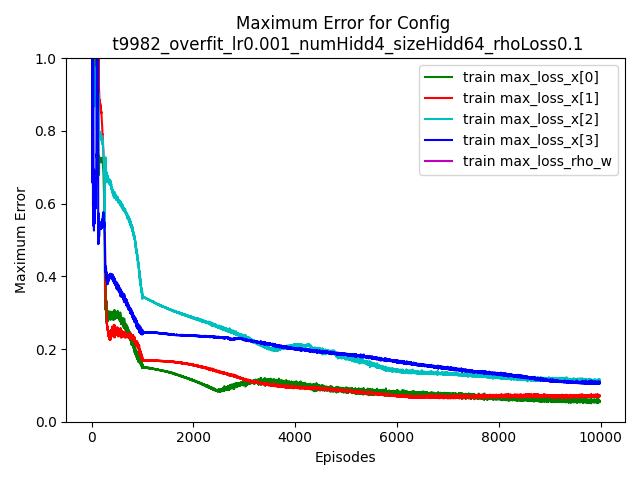 Maximum Error for Config
t9982_overfit_lr0.001_numHidd4_sizeHidd64_rhoLoss0.1
train max_loss_x[0]
train max_loss_x[1]
train max_loss_x[2]
train max_loss_x[3]
train max_loss_rho_w
Maximum Error
1.0
0.8
0.6
0.4
0.2
0.0
0 2000 4000 6000 8000 10000
Episodes